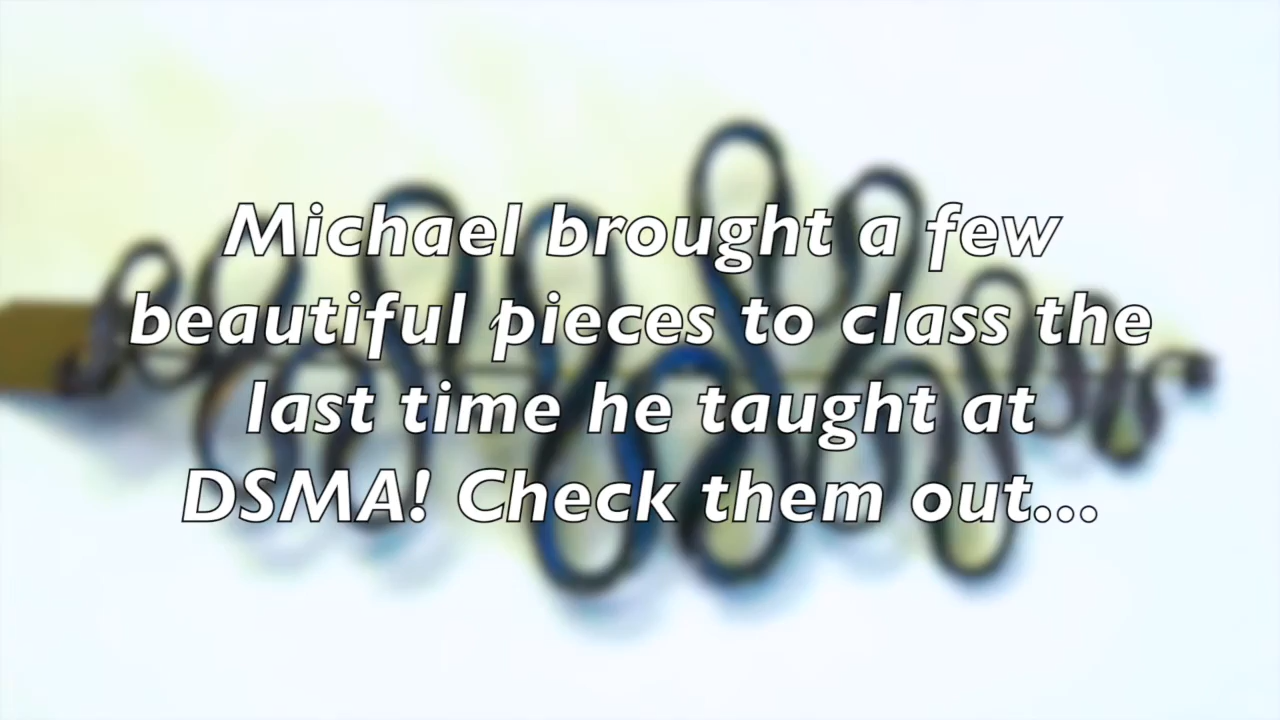 Michael brought a few
beautiful pieces to class the
last time he taught at
DSMA! Check them out...